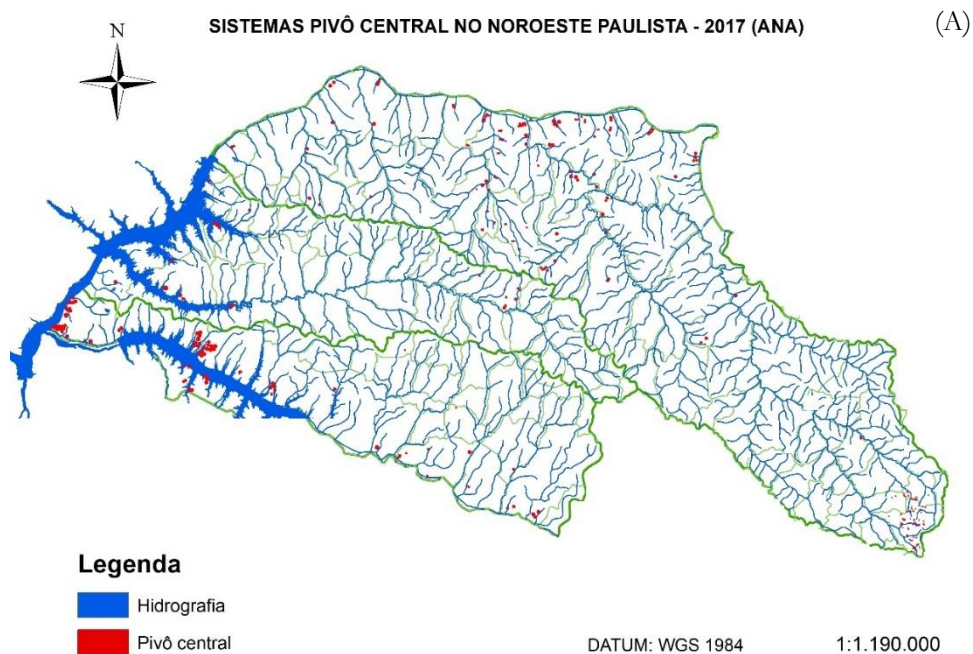 SISTEMAS PIVÔ CENTRAL NO NOROESTE PAULISTA - 2017 (ANA)
(A)
N
Legenda
Hidrografia
Pivô central
DATUM: WGS 1984
1:1.190.000